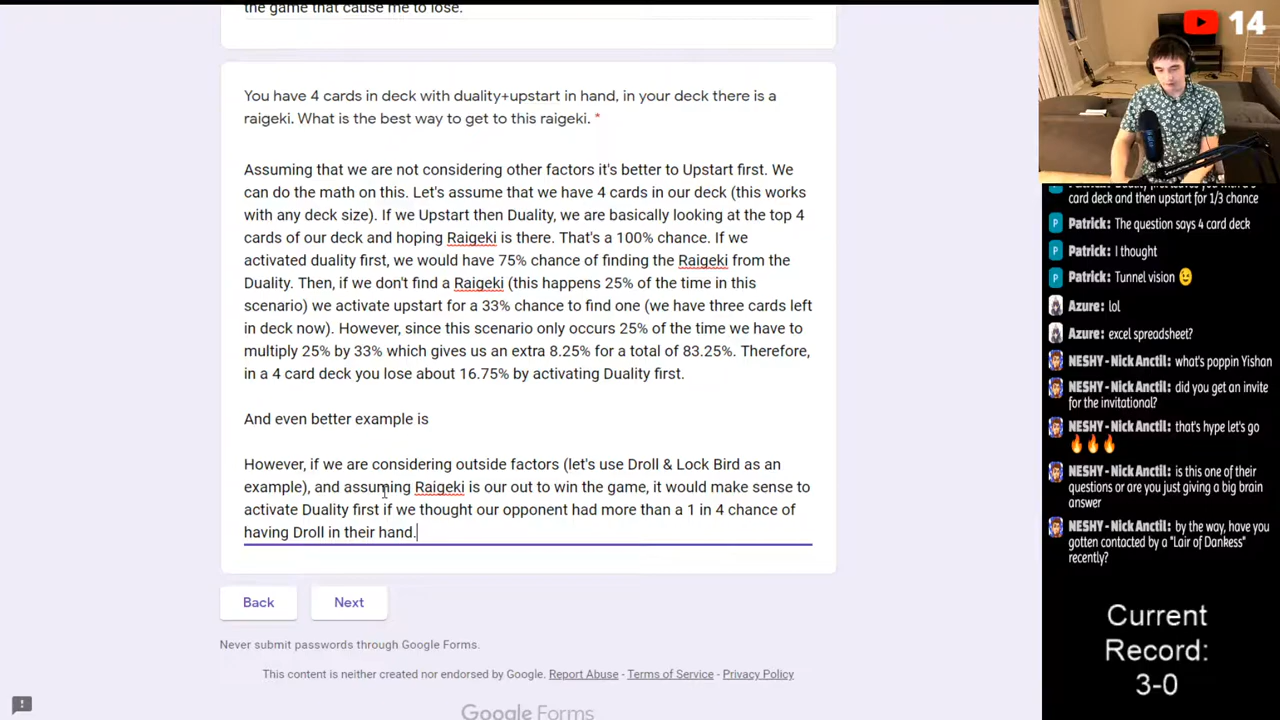 the game that cause me to lose.
You have 4 cards in deck with duality+upstart in hand, in your deck there is a
raigeki. What is the best way to get to this raigeki. *
Assuming that we are not considering other factors it's better to Upstart first. We
can do the math on this. Let's assume that we have 4 cards in our deck (this works
with any deck size). If we Upstart then Duality, we are basically looking at the top 4
cards of our deck and hoping Raigeki is there. That's a 100% chance. If we
activated duality first, we would have 75% chance of finding the Raigeki from the
Duality. Then, if we don't find a Raigeki (this happens 25% of the time in this
scenario) we activate upstart for a 33% chance to find one (we have three cards left
in deck now). However, since this scenario only occurs 25% of the time we have to
multiply 25% by 33% which gives us an extra 8.25% for a total of 83.25%. Therefore,
in a 4 card deck you lose about 16.75% by activating Duality first.
And even better example is
However, if we are considering outside factors (let's use Droll & Lock Bird as an
example), and assuming Raigeki is our out to win the game, it would make sense to
activate Duality first if we thought our opponent had more than a 1 in 4 chance of
having Droll in their hand.
Back
Next
Never submit passwords through Google Forms.
This content is neither created nor endorsed by Google. Report Abuse - Terms of Service - Privacy Policy
Google Forms
14
card deck and then upstart for 1/3 chance
Patrick: The question says 4 card deck
Patrick: I thought
Patrick: Tunnel vision 😉
Azure: lol
Azure: excel spreadsheet?
NESHY - Nick Anctil: what's poppin Yishan
NESHY - Nick Anctil: did you get an invite
for the invitational?
NESHY - Nick Anctil: that's hype let's go
🔥🔥🔥
NESHY - Nick Anctil: is this one of their
questions or are you just giving a big brain
answer
NESHY - Nick Anctil: by the way, have you
gotten contacted by a "Lair of Dankess"
recently?
Current
Record:
3-0